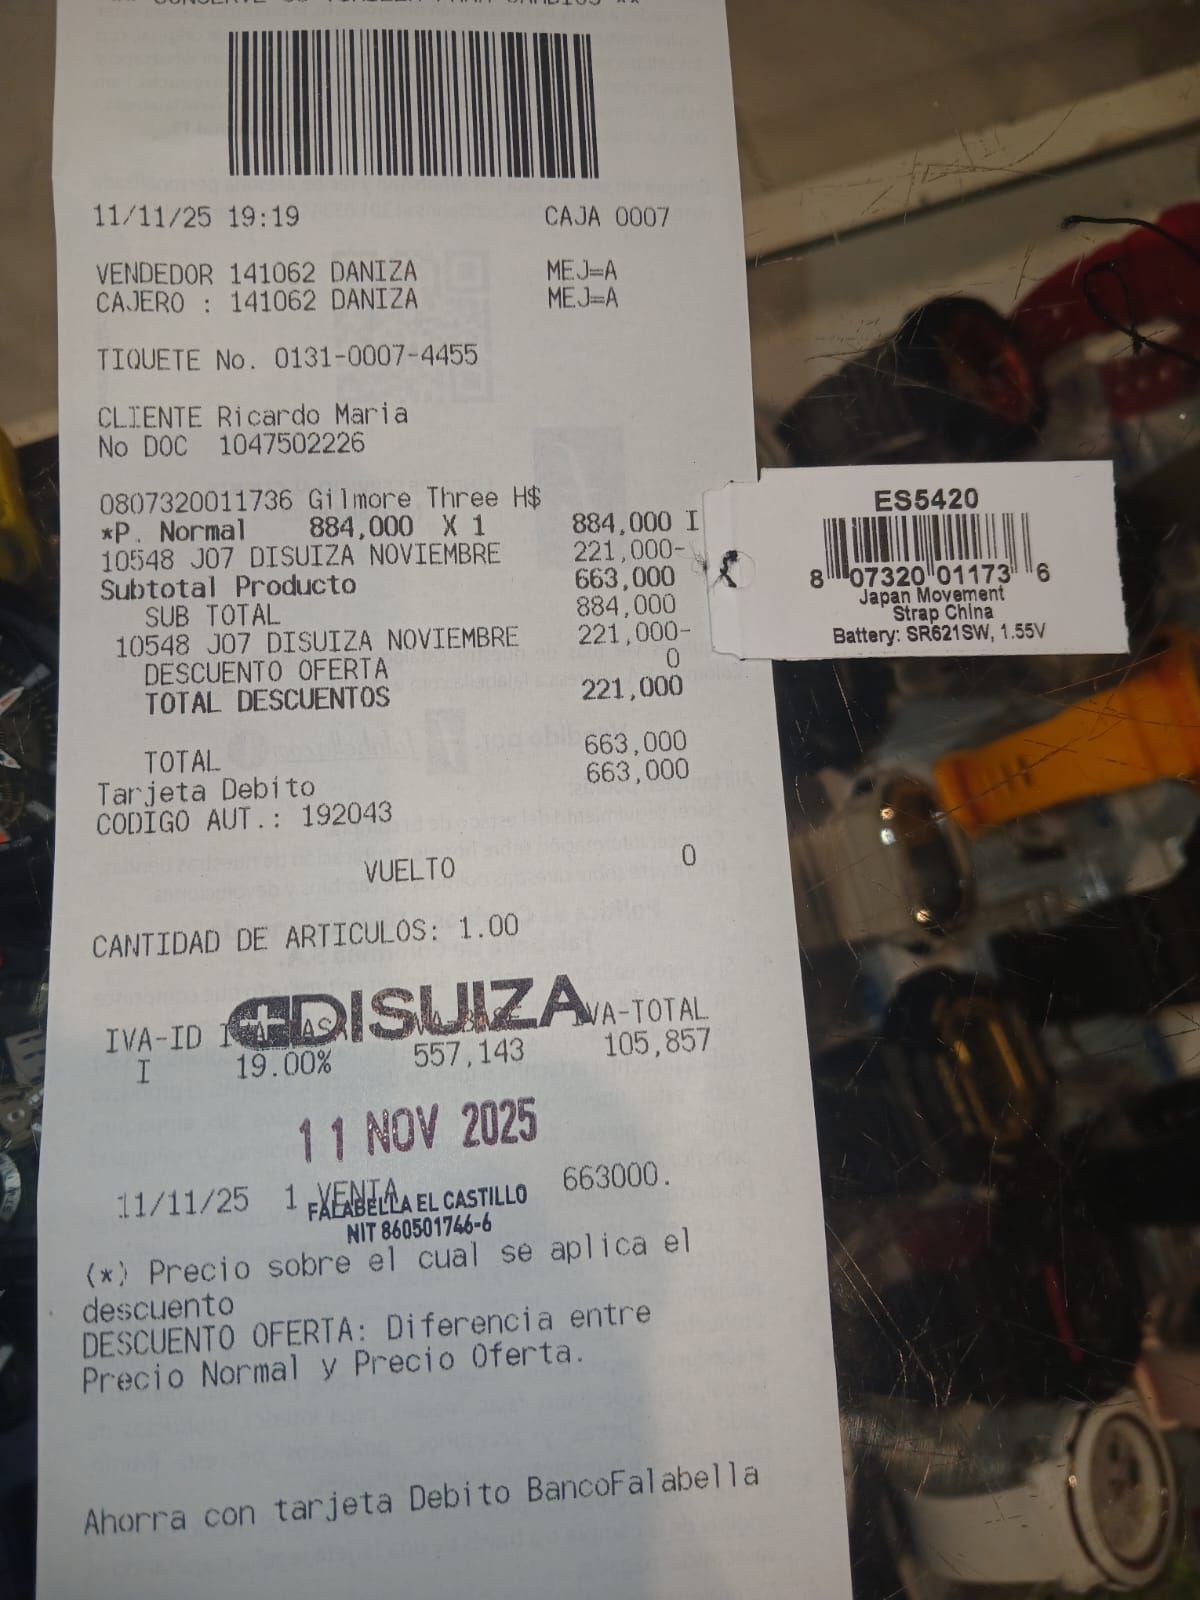 ** CONSERVE SU TIRILLA PARA CAMBIOS **
11/11/25 19:19 CAJA 0007
VENDEDOR 141062 DANIZA MEJ=A
CAJERO : 141062 DANIZA MEJ=A
TIQUETE No. 0131-0007-4455
CLIENTE Ricardo Maria
No DOC 1047502226
0807320011736 Gilmore Three H$
*P. Normal 884,000 X 1 884,000 I
10548 J07 DISUIZA NOVIEMBRE 221,000-
Subtotal Producto 663,000
SUB TOTAL 884,000
10548 J07 DISUIZA NOVIEMBRE 221,000-
DESCUENTO OFERTA 0
TOTAL DESCUENTOS 221,000
TOTAL 663,000
Tarjeta Debito 663,000
CODIGO AUT.: 192043
VUELTO 0
CANTIDAD DE ARTICULOS: 1.00
DISUIZA
IVA-ID IVA-TOTAL
I 19.00% 557,143 105,857
11 NOV 2025
11/11/25 1 VENTA 663000.
FALABELLA EL CASTILLO
NIT 860501746-6
(*) Precio sobre el cual se aplica el
descuento
DESCUENTO OFERTA: Diferencia entre
Precio Normal y Precio Oferta.
Ahorra con tarjeta Debito BancoFalabella
ES5420
8 07320 01173 6
Japan Movement
Strap China
Battery: SR621SW, 1.55V